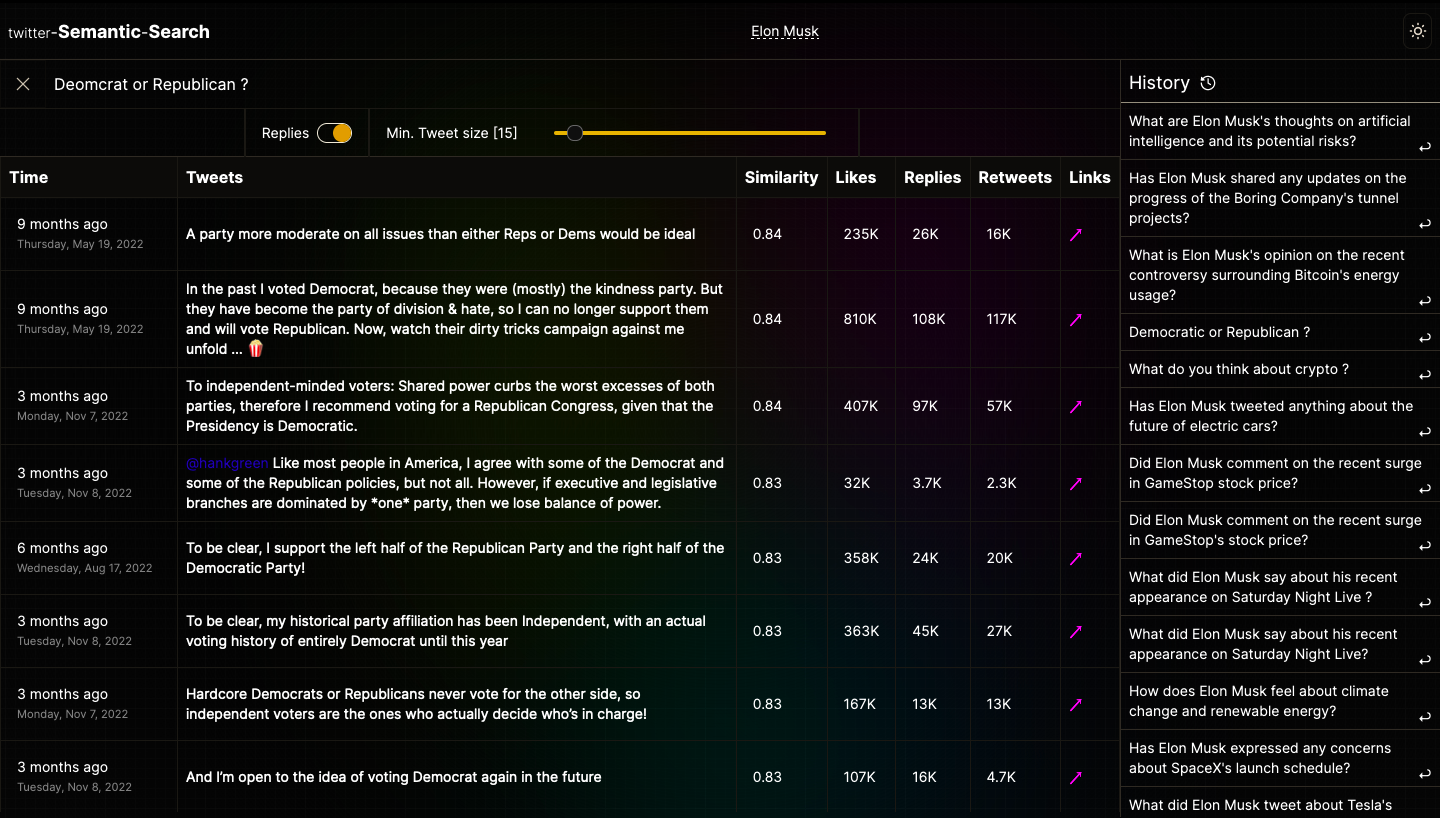 twitter-Semantic-Search
Elon Musk
Deomcrat or Republican ?
Replies
Min. Tweet size [15]
Time Tweets Similarity Likes Replies Retweets Links
9 months ago
Thursday, May 19, 2022
A party more moderate on all issues than either Reps or Dems would be ideal
0.84 235K 26K 16K
9 months ago
Thursday, May 19, 2022
In the past I voted Democrat, because they were (mostly) the kindness party. But
they have become the party of division & hate, so I can no longer support them
and will vote Republican. Now, watch their dirty tricks campaign against me
unfold … 🍿
0.84 810K 108K 117K
3 months ago
Monday, Nov 7, 2022
To independent-minded voters: Shared power curbs the worst excesses of both
parties, therefore I recommend voting for a Republican Congress, given that the
Presidency is Democratic.
0.84 407K 97K 57K
3 months ago
Tuesday, Nov 8, 2022
@hankgreen Like most people in America, I agree with some of the Democrat and
some of the Republican policies, but not all. However, if executive and legislative
branches are dominated by *one* party, then we lose balance of power.
0.83 32K 3.7K 2.3K
6 months ago
Wednesday, Aug 17, 2022
To be clear, I support the left half of the Republican Party and the right half of the
Democratic Party!
0.83 358K 24K 20K
3 months ago
Tuesday, Nov 8, 2022
To be clear, my historical party affiliation has been Independent, with an actual
voting history of entirely Democrat until this year
0.83 363K 45K 27K
3 months ago
Monday, Nov 7, 2022
Hardcore Democrats or Republicans never vote for the other side, so
independent voters are the ones who actually decide who’s in charge!
0.83 167K 13K 13K
3 months ago
Tuesday, Nov 8, 2022
And I’m open to the idea of voting Democrat again in the future
0.83 107K 16K 4.7K
History
What are Elon Musk's thoughts on artificial
intelligence and its potential risks?
Has Elon Musk shared any updates on the
progress of the Boring Company's tunnel
projects?
What is Elon Musk's opinion on the recent
controversy surrounding Bitcoin's energy
usage?
Democratic or Republican ?
What do you think about crypto ?
Has Elon Musk tweeted anything about the
future of electric cars?
Did Elon Musk comment on the recent surge
in GameStop stock price?
Did Elon Musk comment on the recent surge
in GameStop's stock price?
What did Elon Musk say about his recent
appearance on Saturday Night Live ?
What did Elon Musk say about his recent
appearance on Saturday Night Live?
How does Elon Musk feel about climate
change and renewable energy?
Has Elon Musk expressed any concerns
about SpaceX's launch schedule?
What did Elon Musk tweet about Tesla's